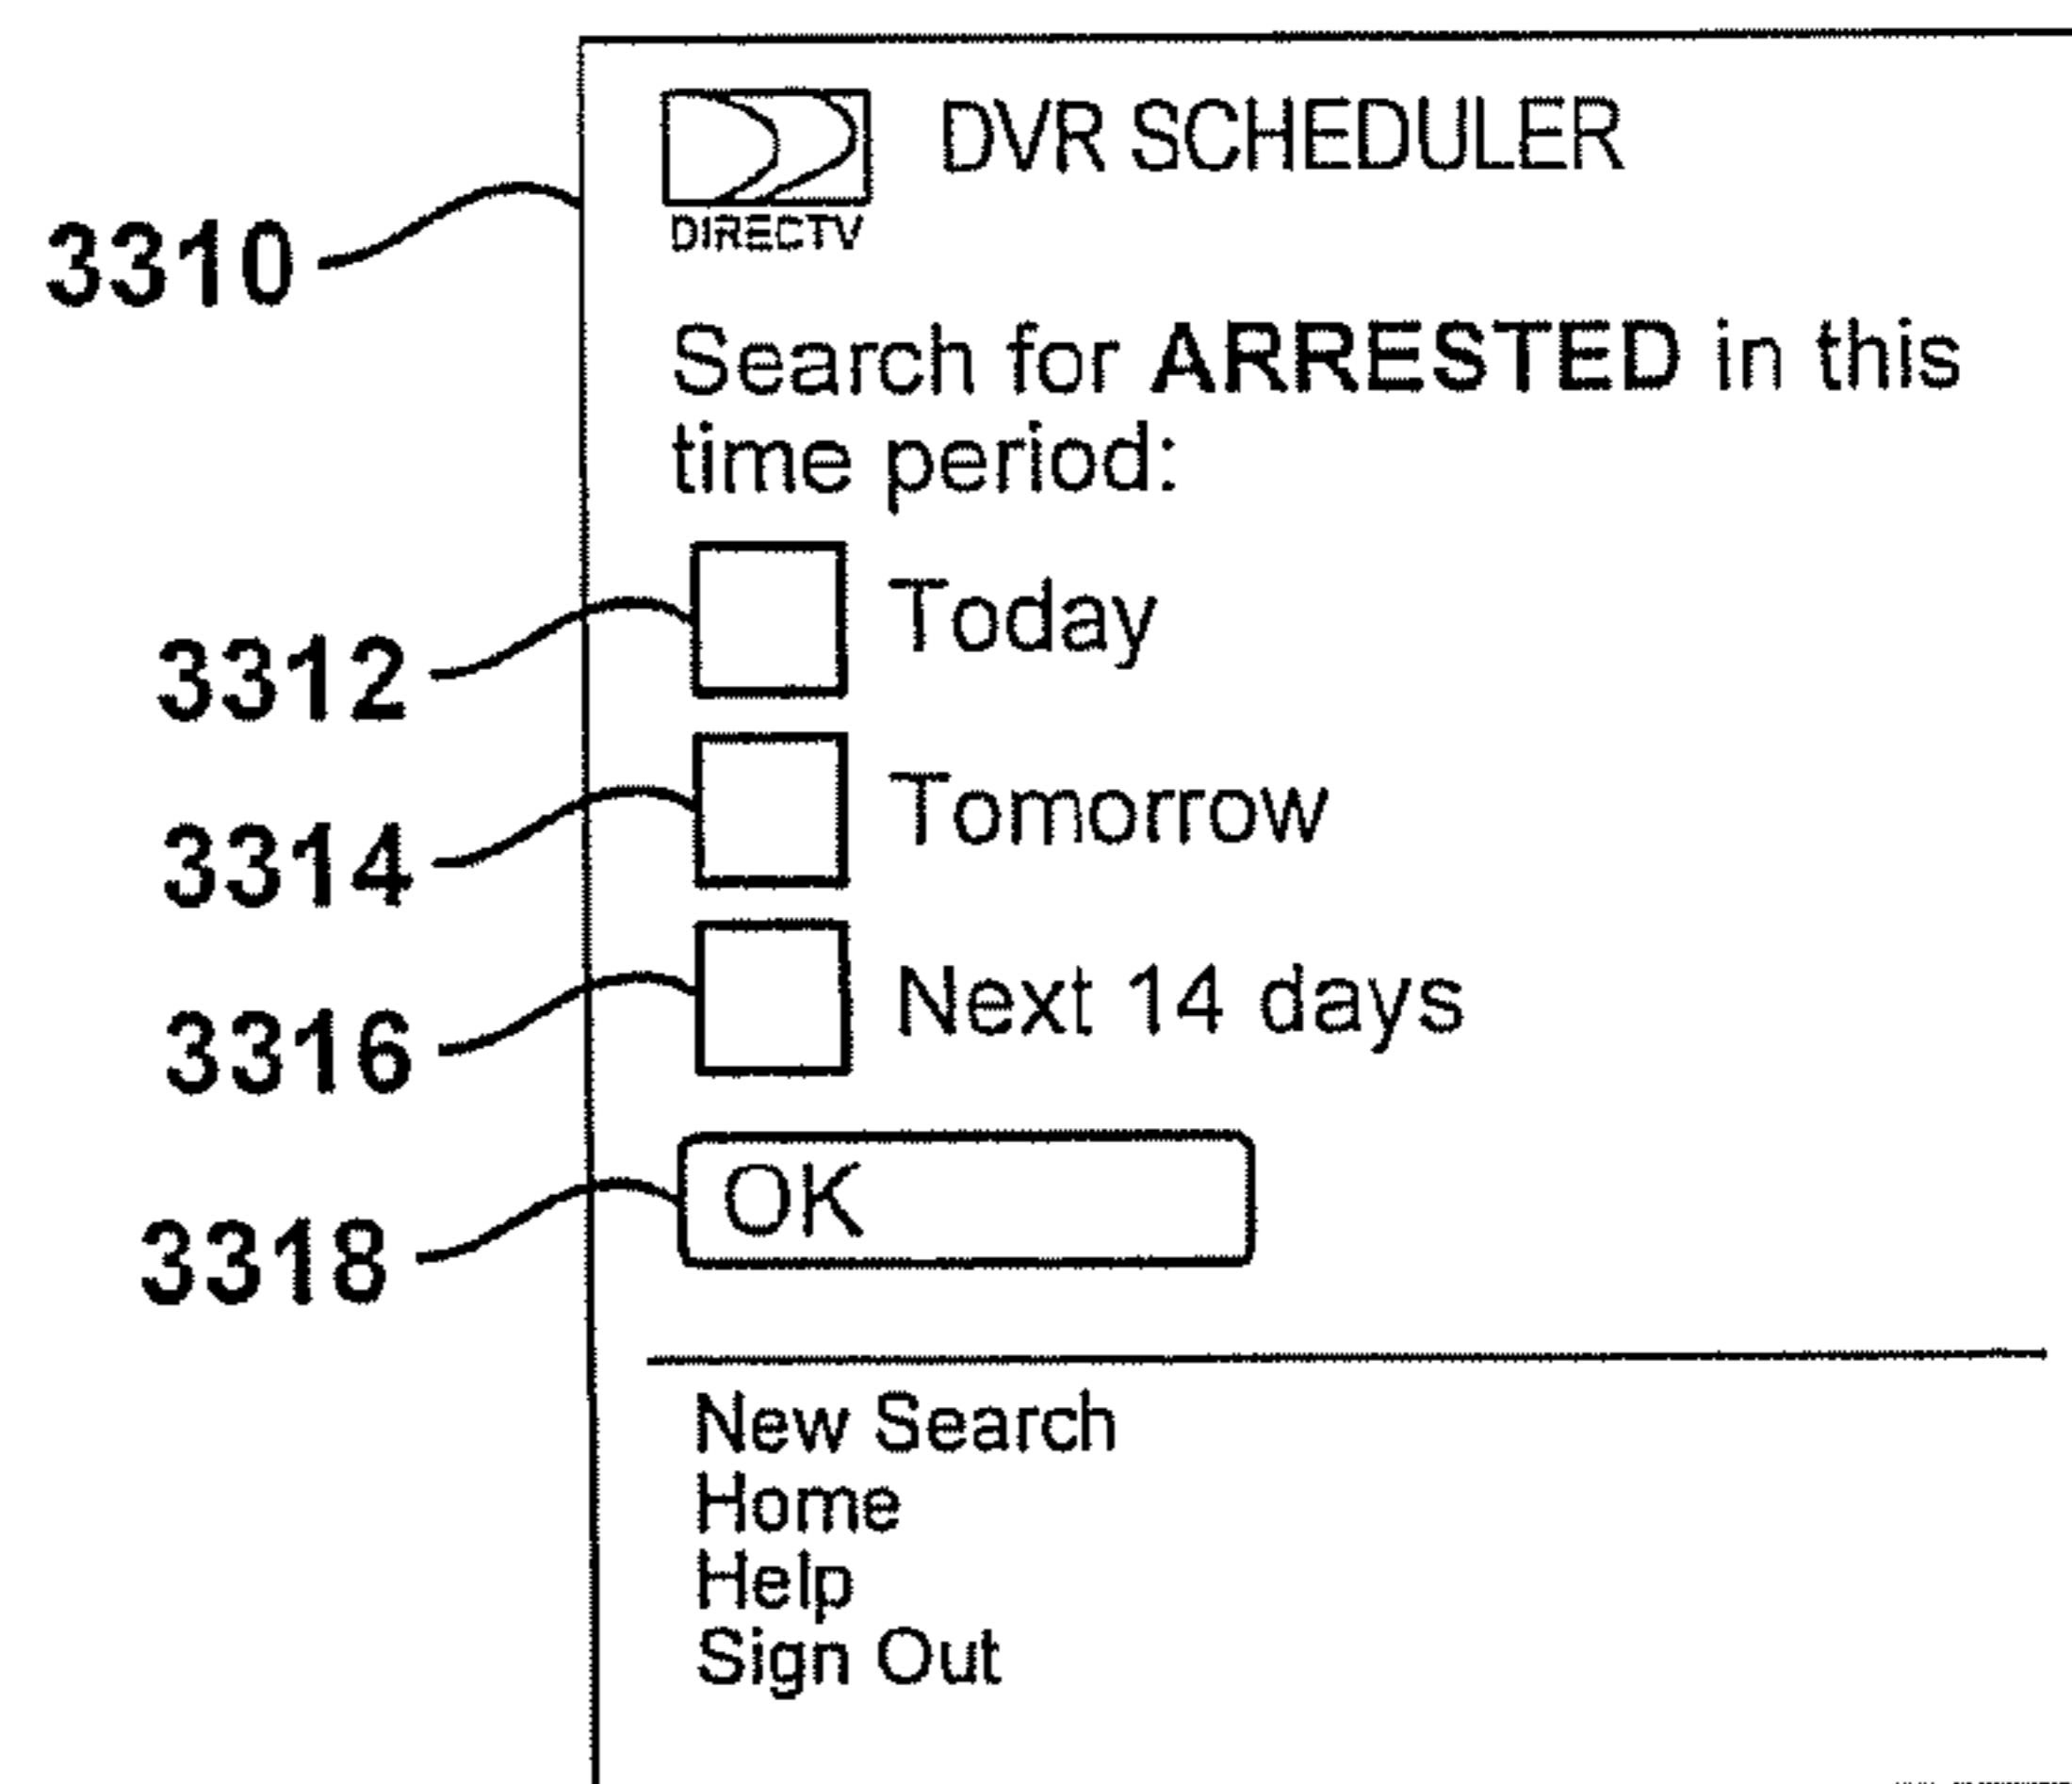 DVR SCHEDULER
DIRECTV
3310
Search for ARRESTED in this
time period:
3312
Today
3314
Tomorrow
3316
Next 14 days
3318
OK
New Search
Home
Help
Sign Out